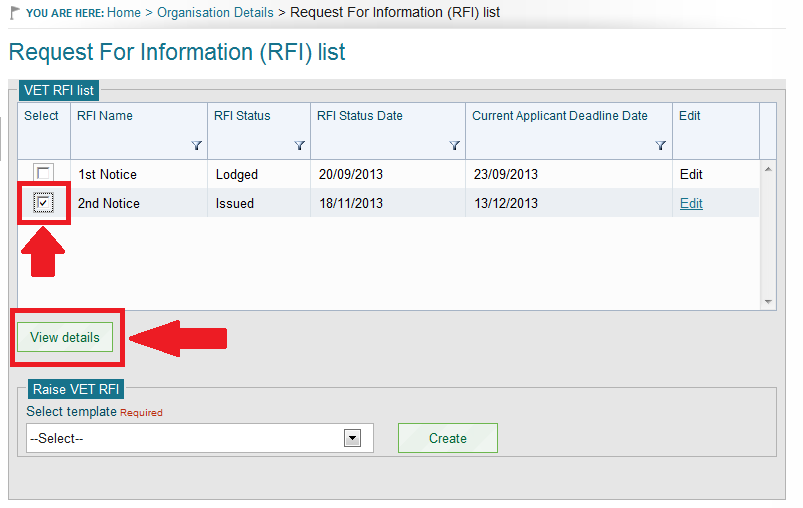 YOU ARE HERE: Home > Organisation Details > Request For Information (RFI) list
Request For Information (RFI) list
VET RFI list
Select RFI Name RFI Status RFI Status Date Current Applicant Deadline Date Edit
1st Notice Lodged 20/09/2013 23/09/2013 Edit
2nd Notice Issued 18/11/2013 13/12/2013 Edit
View details
Raise VET RFI
Select template Required
--Select-- Create